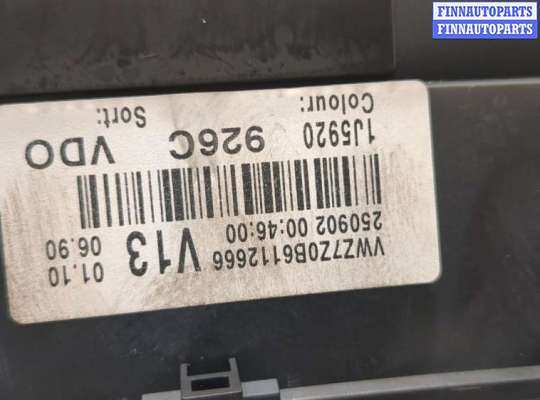 FINNAUTOPARTS
FINNAUTOPARTS
VWZ7Z0B6112666
250902 00:46:00
V13
01.10
06.90
1J5920 926C VDO
Colour: Sort: